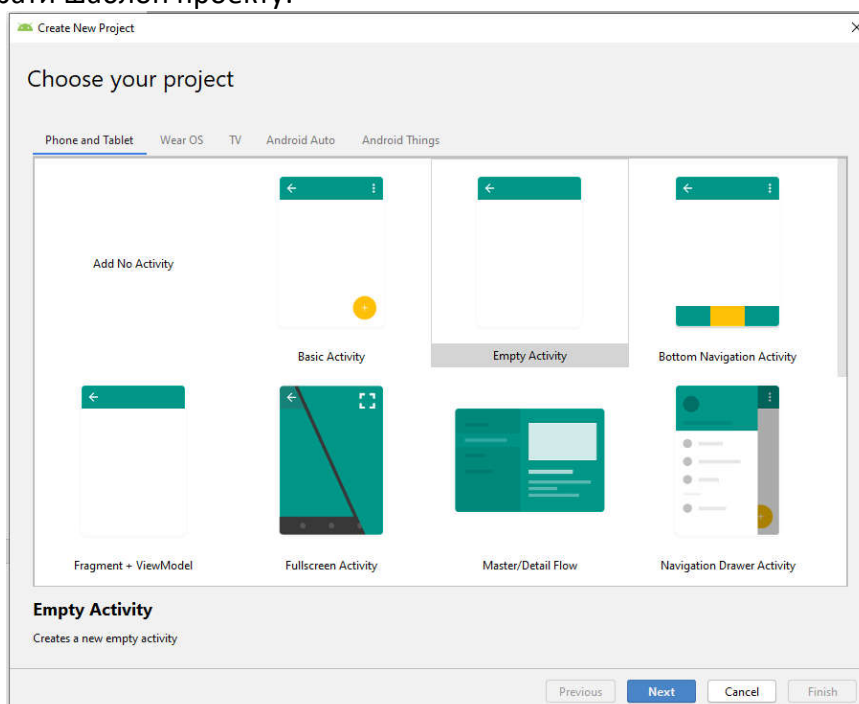 шаблон проєкту.
Create New Project
Choose your project
Phone and Tablet Wear OS TV Android Auto Android Things
Add No Activity
Basic Activity
Empty Activity
Bottom Navigation Activity
Fragment + ViewModel
Fullscreen Activity
Master/Detail Flow
Navigation Drawer Activity
Empty Activity
Creates a new empty activity
Previous Next Cancel Finish